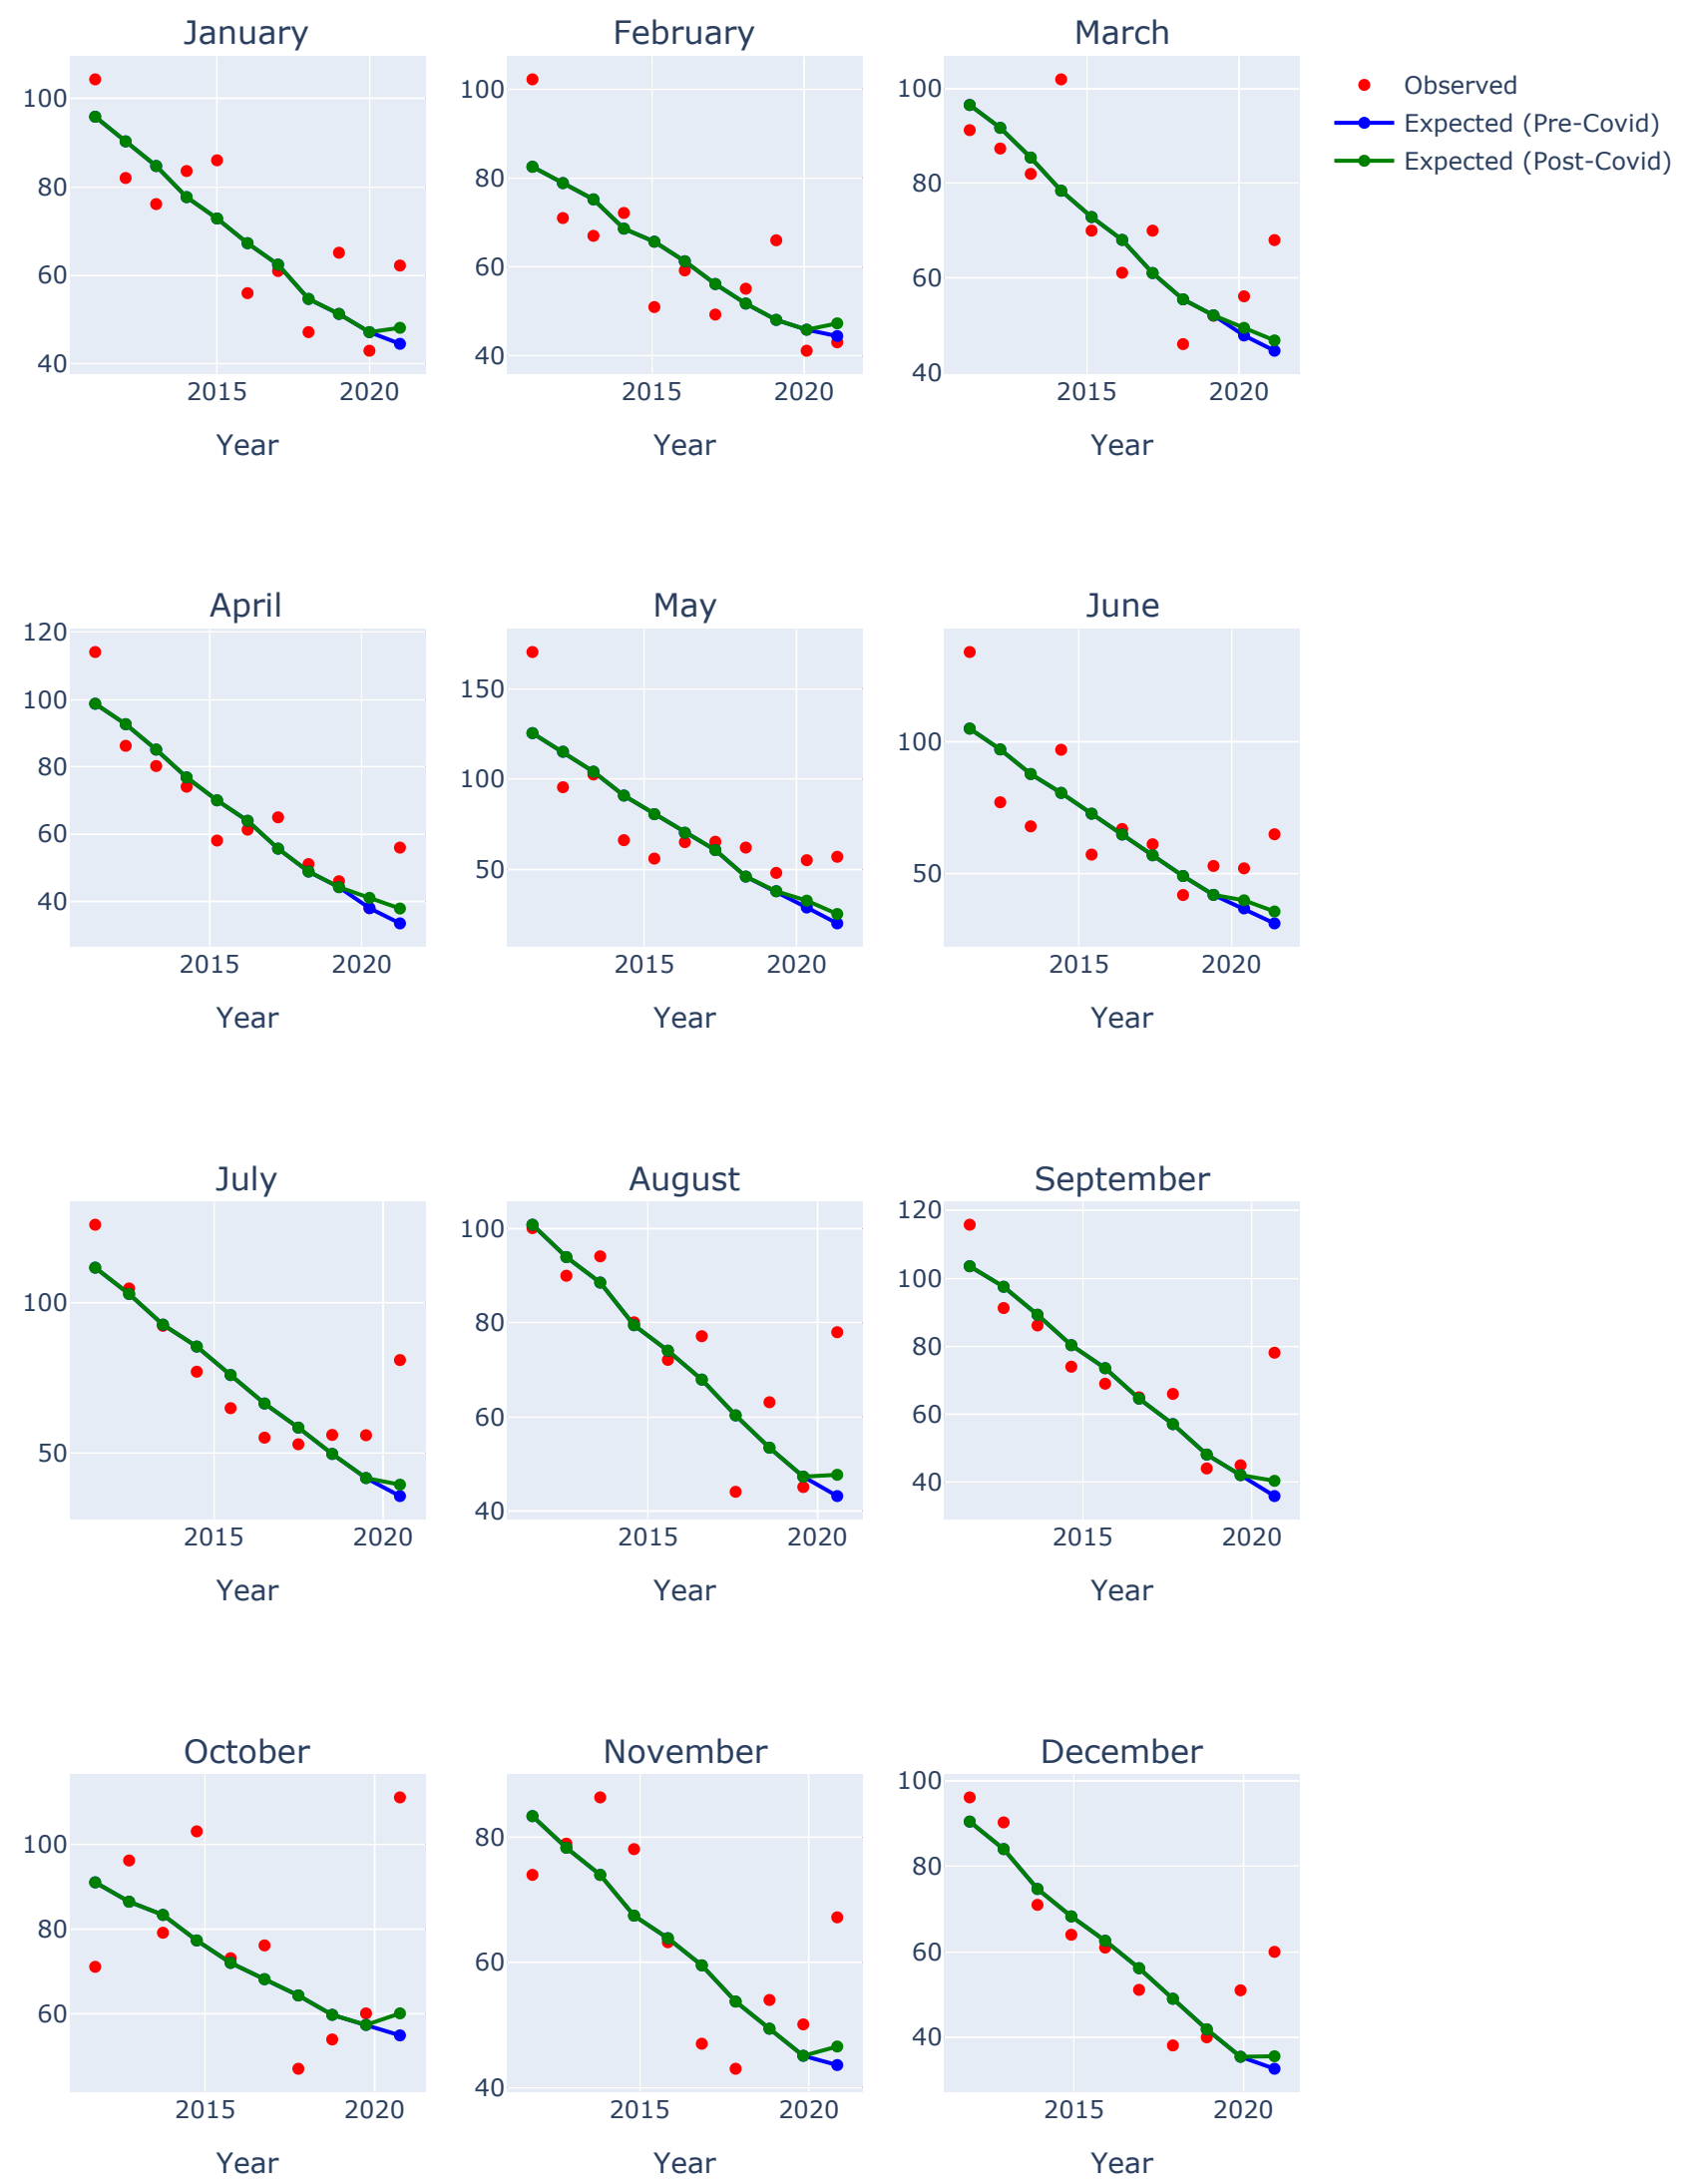 January
February
March
Observed
Expected (Pre-Covid)
Expected (Post-Covid)
100
80
60
40
2015
2020
Year
100
80
60
40
2015
2020
Year
100
80
60
40
2015
2020
Year
April
May
June
120
100
80
60
40
2015
2020
Year
150
100
50
2015
2020
Year
100
50
2015
2020
Year
July
August
September
100
50
2015
2020
Year
100
80
60
40
2015
2020
Year
120
100
80
60
40
2015
2020
Year
October
November
December
100
80
60
2015
2020
Year
80
60
40
2015
2020
Year
100
80
60
40
2015
2020
Year